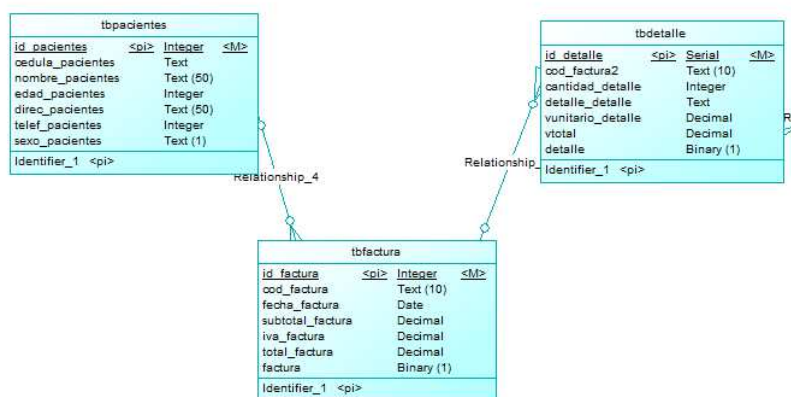 tbpacientes
id_pacientes <pi> Integer <M>
cedula_pacientes Text
nombre_pacientes Text (50)
edad_pacientes Integer
direc_pacientes Text (50)
telef_pacientes Integer
sexo_pacientes Text (1)
Identifier_1 <pi>
tbdetalle
id_detalle <pi> Serial <M>
cod_factura2 Text (10)
cantidad_detalle Integer
detalle_detalle Text
vunitario_detalle Decimal
vtotal Decimal
detalle Binary (1)
Identifier_1 <pi>
R
Relationship_4
Relationship_
tbfactura
id_factura <pi> Integer <M>
cod_factura Text (10)
fecha_factura Date
subtotal_factura Decimal
iva_factura Decimal
total_factura Decimal
factura Binary (1)
Identifier_1 <pi>